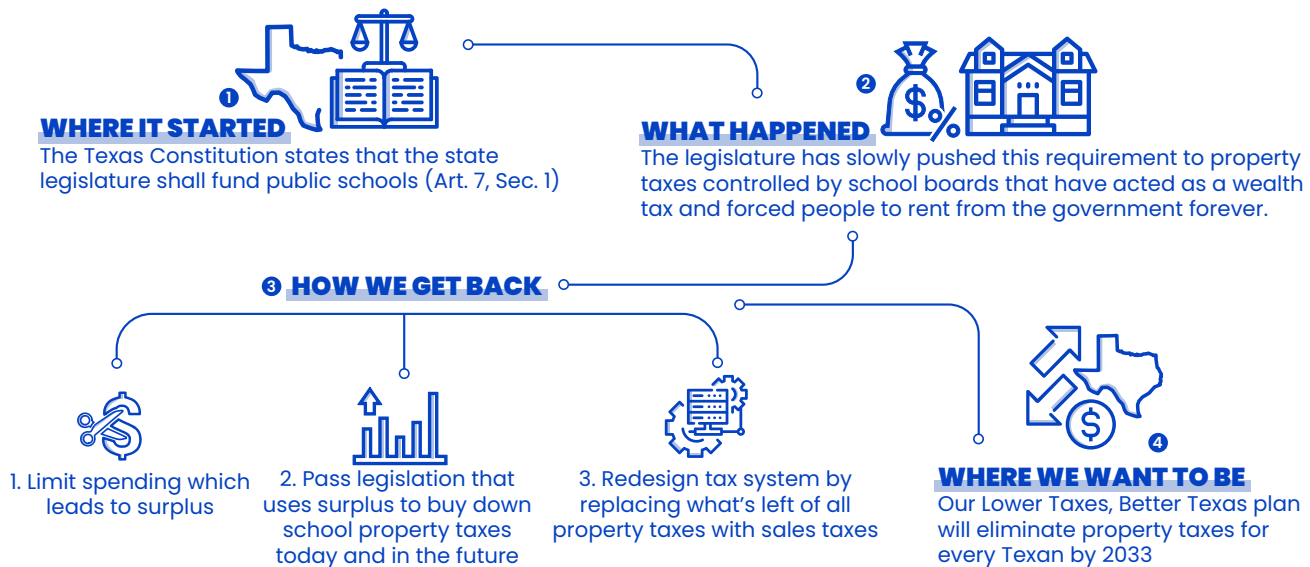 1
WHERE IT STARTED
The Texas Constitution states that the state
legislature shall fund public schools (Art. 7, Sec. 1)
2
$%
WHAT HAPPENED
The legislature has slowly pushed this requirement to property
taxes controlled by school boards that have acted as a wealth
tax and forced people to rent from the government forever.
3 HOW WE GET BACK
$
1. Limit spending which
leads to surplus
2. Pass legislation that
uses surplus to buy down
school property taxes
today and in the future
3. Redesign tax system by
replacing what's left of all
property taxes with sales taxes
$
4
WHERE WE WANT TO BE
Our Lower Taxes, Better Texas plan
will eliminate property taxes for
every Texan by 2033